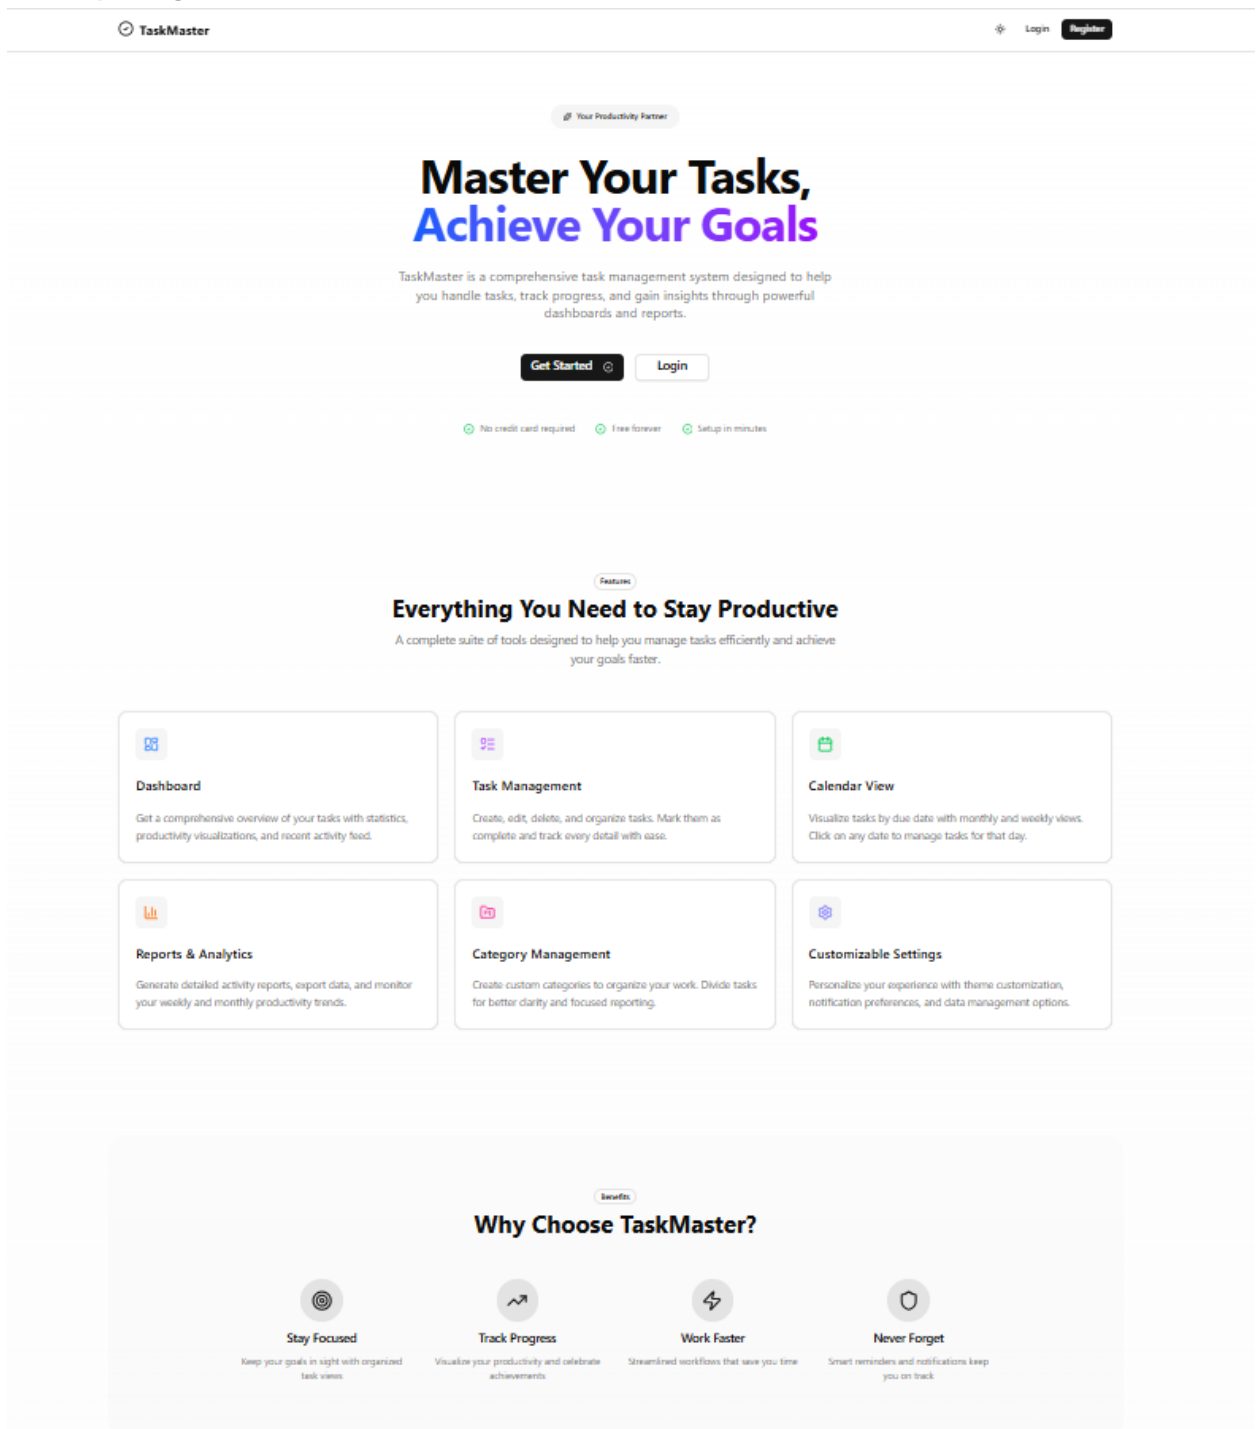 TaskMaster
Login
Register
Your Productivity Partner
Master Your Tasks,
Achieve Your Goals
TaskMaster is a comprehensive task management system designed to help
you handle tasks, track progress, and gain insights through powerful
dashboards and reports.
Get Started
Login
No credit card required
Free forever
Setup in minutes
Features
Everything You Need to Stay Productive
A complete suite of tools designed to help you manage tasks efficiently and achieve
your goals faster.
Dashboard
Get a comprehensive overview of your tasks with statistics,
productivity visualizations, and recent activity feed.
Task Management
Create, edit, delete, and organize tasks. Mark them as
complete and track every detail with ease.
Calendar View
Visualize tasks by due date with monthly and weekly views.
Click on any date to manage tasks for that day.
Reports & Analytics
Generate detailed activity reports, export data, and monitor
your weekly and monthly productivity trends.
Category Management
Create custom categories to organize your work. Divide tasks
for better clarity and focused reporting.
Customizable Settings
Personalize your experience with theme customization,
notification preferences, and data management options.
Benefits
Why Choose TaskMaster?
Stay Focused
Keep your goals in sight with organized
task views
Track Progress
Visualize your productivity and celebrate
achievements
Work Faster
Streamlined workflows that save you time
Never Forget
Smart reminders and notifications keep
you on track